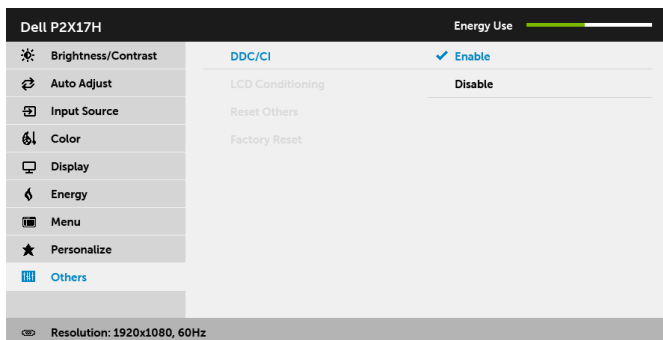 Dell P2X17H
Energy Use
Brightness/Contrast
DDC/CI
Enable
Auto Adjust
LCD Conditioning
Disable
Input Source
Reset Others
Color
Factory Reset
Display
Energy
Menu
Personalize
Others
Resolution: 1920x1080, 60Hz